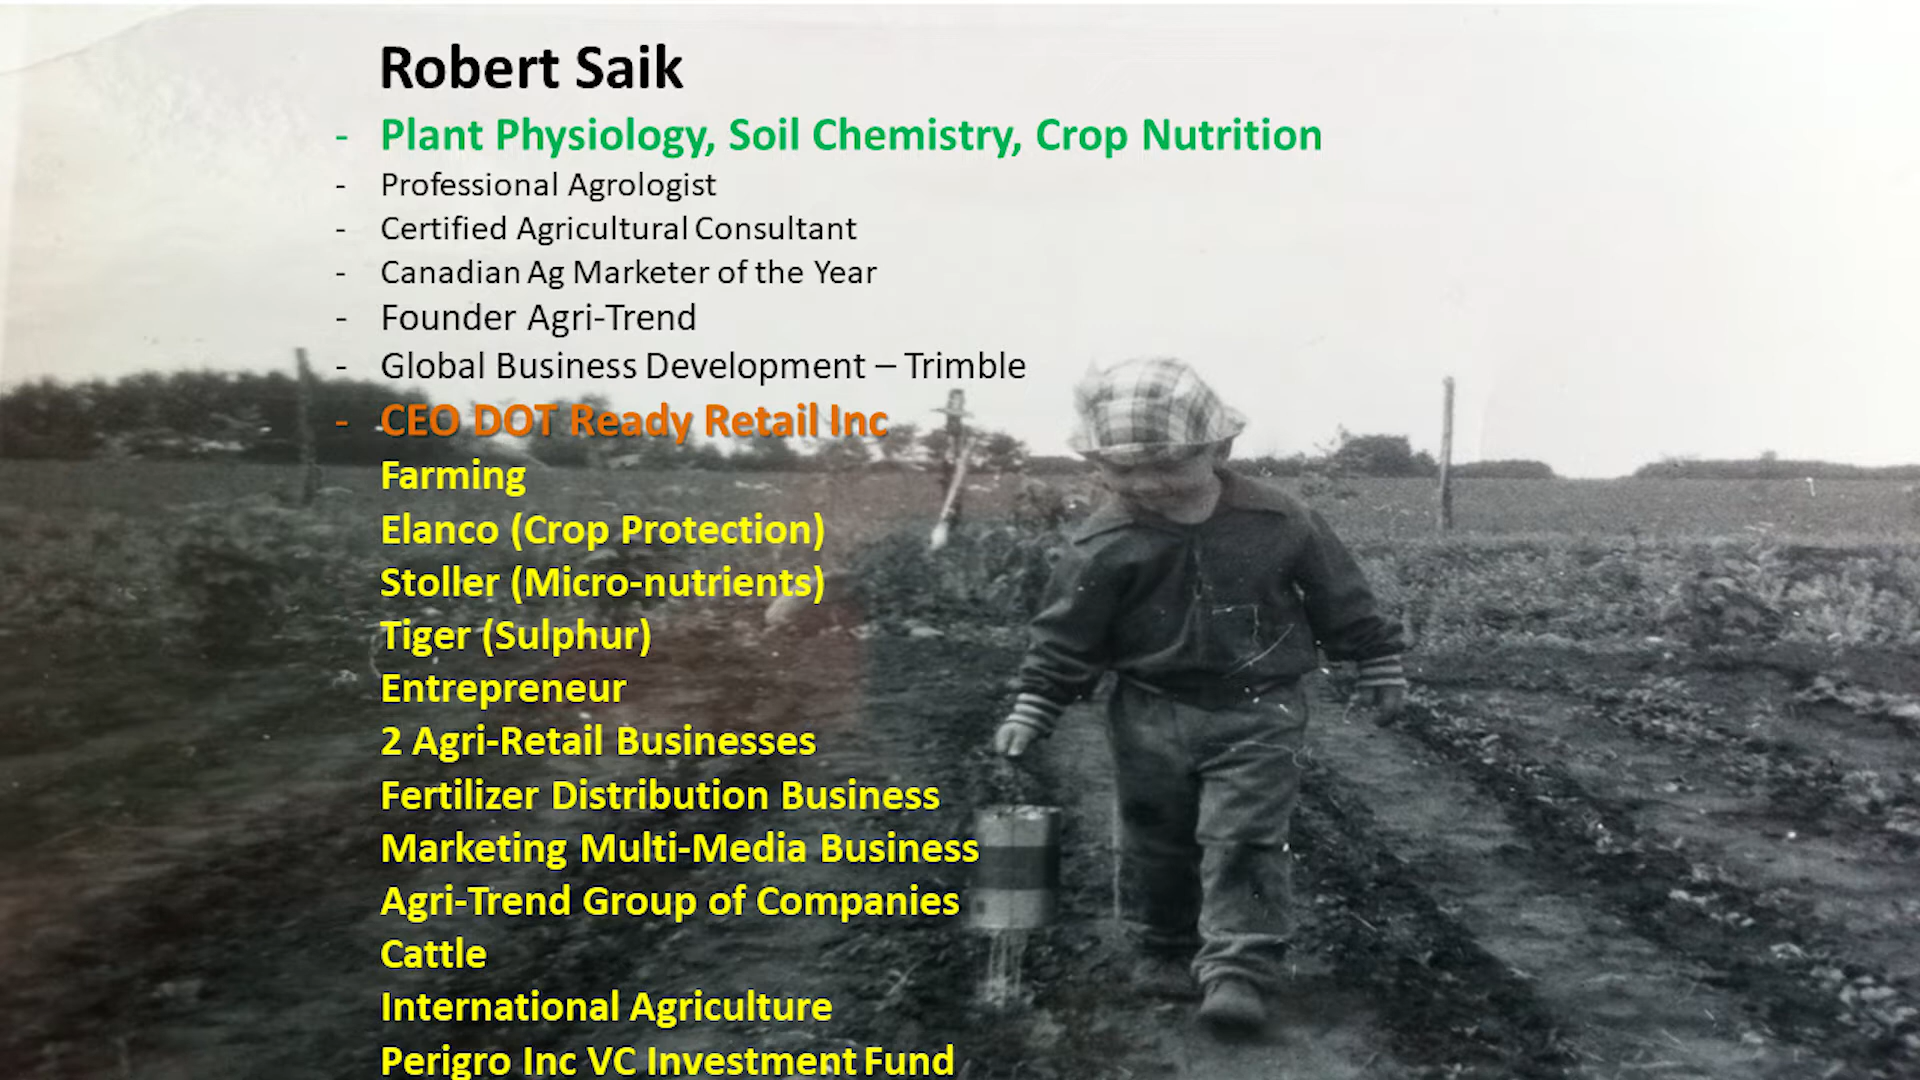 Robert Saik
- Plant Physiology, Soil Chemistry, Crop Nutrition
- Professional Agrologist
- Certified Agricultural Consultant
- Canadian Ag Marketer of the Year
- Founder Agri-Trend
- Global Business Development – Trimble
- CEO DOT Ready Retail Inc
Farming
Elanco (Crop Protection)
Stoller (Micro-nutrients)
Tiger (Sulphur)
Entrepreneur
2 Agri-Retail Businesses
Fertilizer Distribution Business
Marketing Multi-Media Business
Agri-Trend Group of Companies
Cattle
International Agriculture
Perigro Inc VC Investment Fund